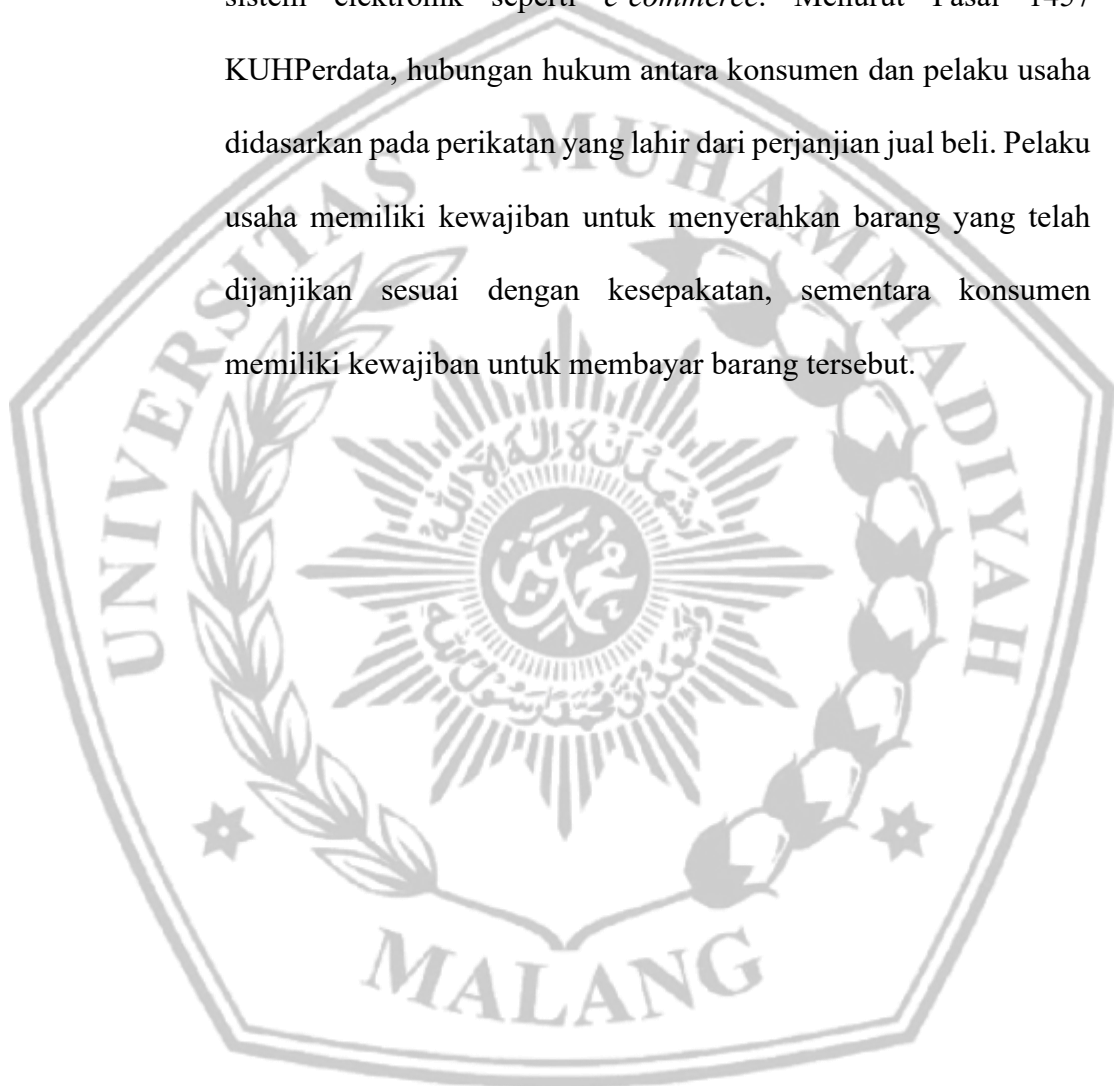 sistem elektronik seperti e-commerce. Menurut Pasal 1457
KUHPerdata, hubungan hukum antara konsumen dan pelaku usaha
didasarkan pada perikatan yang lahir dari perjanjian jual beli. Pelaku
usaha memiliki kewajiban untuk menyerahkan barang yang telah
dijanjikan sesuai dengan kesepakatan, sementara konsumen
memiliki kewajiban untuk membayar barang tersebut.
UNIVERSITAS MUHAMMADIYAH
MALANG